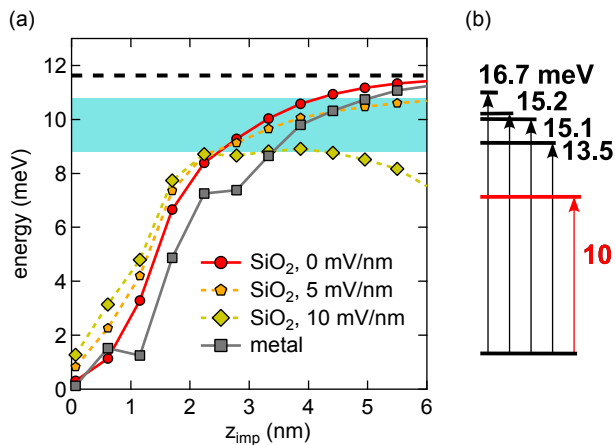 (a)
energy (meV)
12
10
8
6
4
2
0
SiO₂, 0 mV/nm
SiO₂, 5 mV/nm
SiO₂, 10 mV/nm
metal
0 1 2 3 4 5 6
z_imp (nm)
(b)
16.7 meV
15.2
15.1
13.5
10